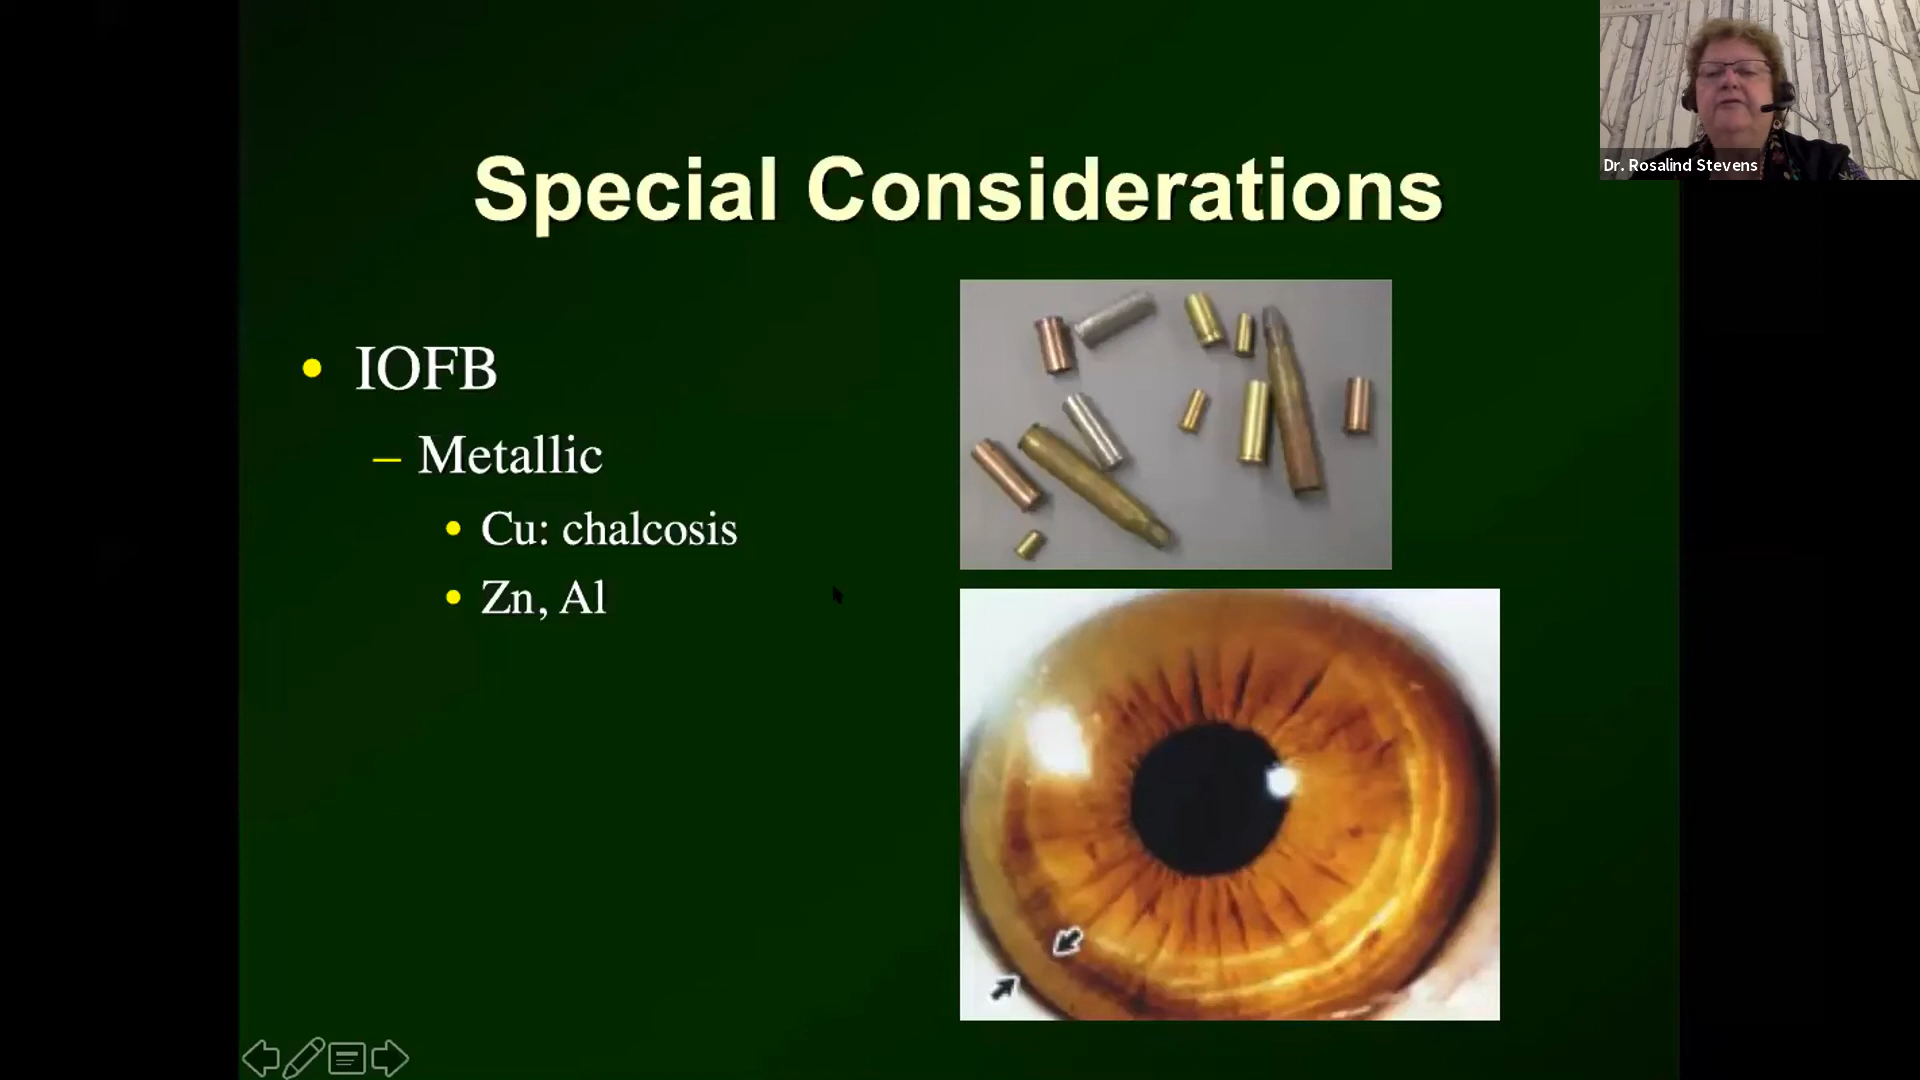 Special Considerations
IOFB
– Metallic
Cu: chalcosis
Zn, Al
Dr. Rosalind Stevens